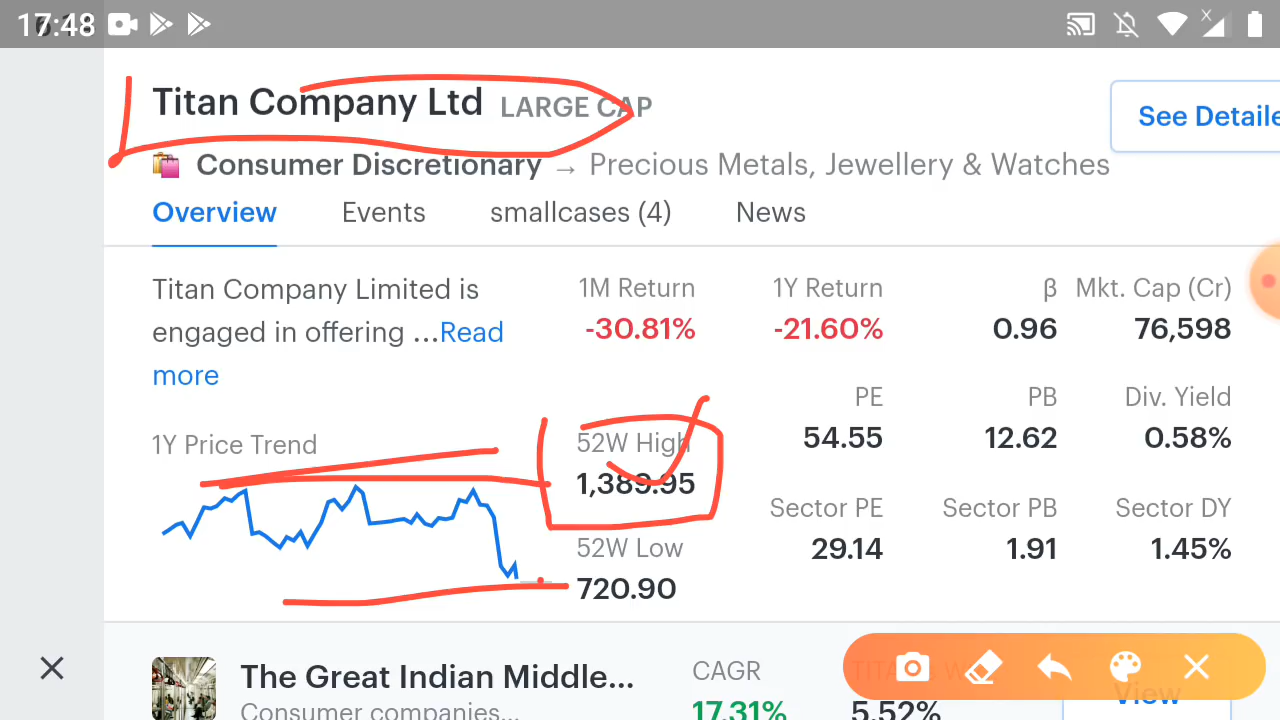 17:48
Titan Company Ltd LARGE CAP
See Detaile
Consumer Discretionary → Precious Metals, Jewellery & Watches
Overview Events smallcases (4) News
Titan Company Limited is
engaged in offering ...Read
more
1M Return 1Y Return β Mkt. Cap (Cr)
-30.81% -21.60% 0.96 76,598
PE PB Div. Yield
54.55 12.62 0.58%
1Y Price Trend
52W High
1,389.95
Sector PE Sector PB Sector DY
29.14 1.91 1.45%
52W Low
720.90
The Great Indian Middle...
Consumer companies...
CAGR
17.31% 5.52%
View